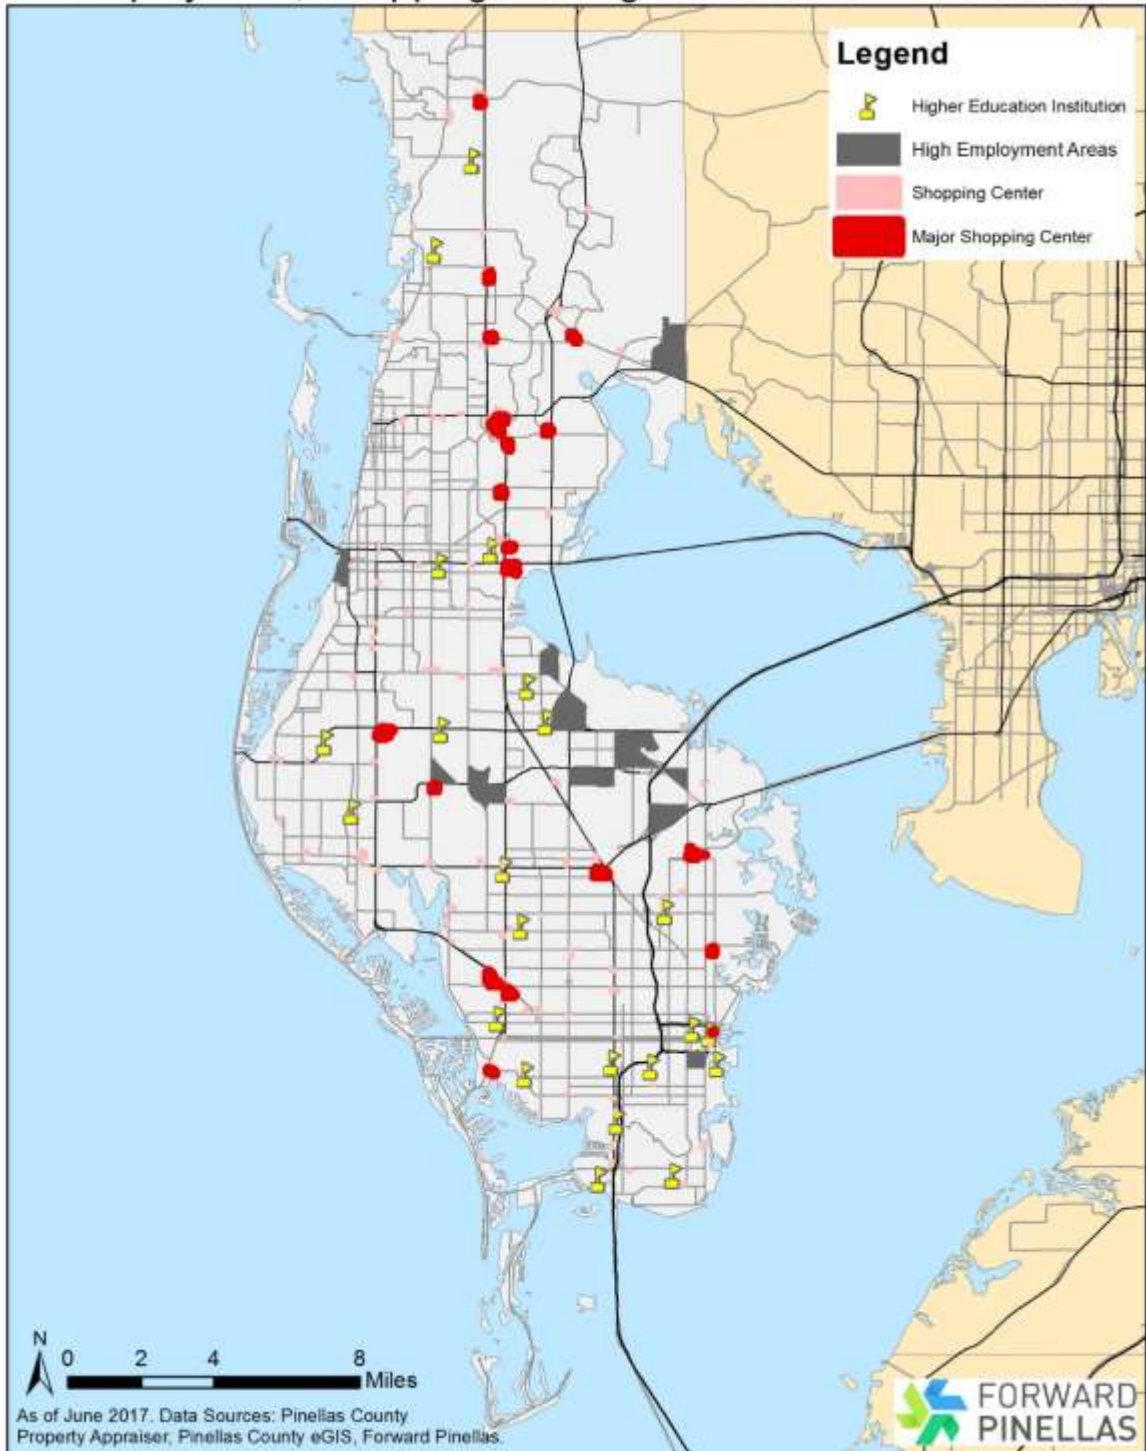 Legend
Higher Education Institution
High Employment Areas
Shopping Center
Major Shopping Center
N
0 2 4 8
Miles
As of June 2017. Data Sources: Pinellas County
Property Appraiser, Pinellas County eGIS, Forward Pinellas.
FORWARD
PINELLAS